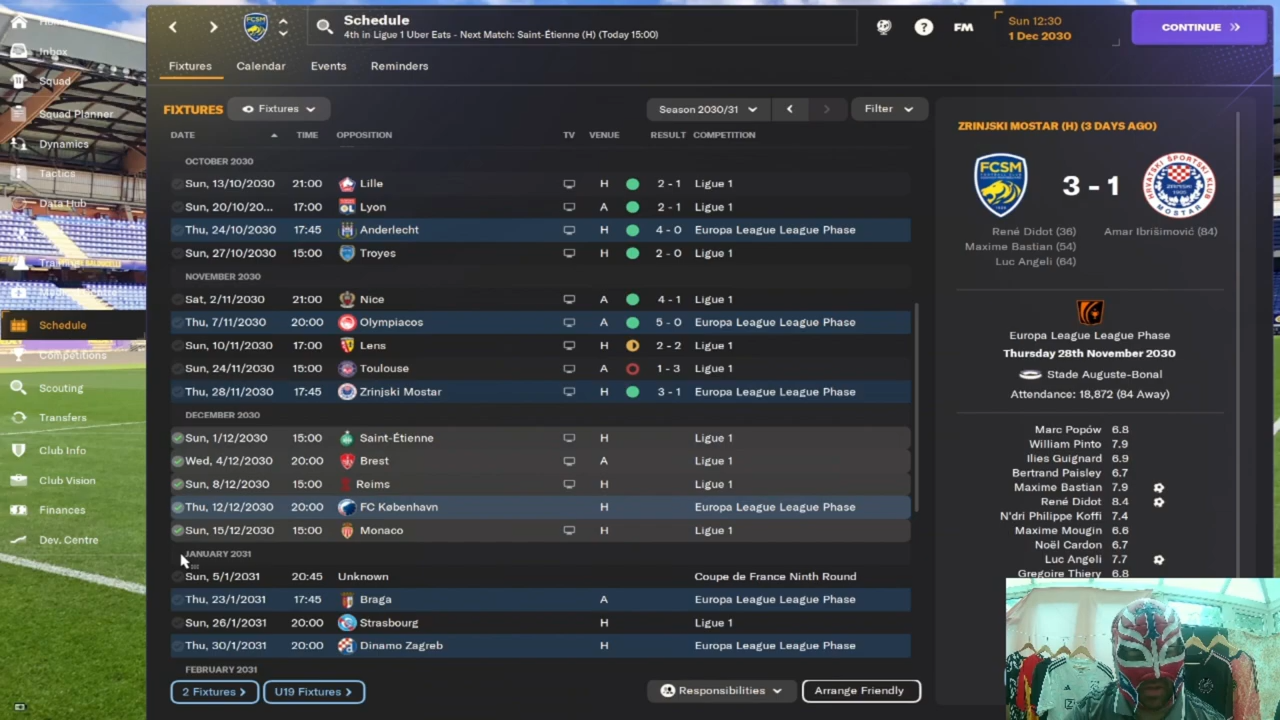 Inbox
Squad
Squad Planner
Dynamics
Tactics
Data Hub
Schedule
Competitions
Scouting
Transfers
Club Info
Club Vision
Finances
Dev. Centre
FCSM
Schedule
4th in Ligue 1 Uber Eats - Next Match: Saint-Étienne (H) (Today 15:00)
?
FM
Sun 12:30
1 Dec 2030
CONTINUE
Fixtures Calendar Events Reminders
FIXTURES Fixtures Season 2030/31 Filter
DATE TIME OPPOSITION TV VENUE RESULT COMPETITION
OCTOBER 2030
Sun, 13/10/2030 21:00 Lille H 2 - 1 Ligue 1
Sun, 20/10/20... 17:00 Lyon A 2 - 1 Ligue 1
Thu, 24/10/2030 17:45 Anderlecht H 4 - 0 Europa League League Phase
Sun, 27/10/2030 15:00 Troyes H 2 - 0 Ligue 1
NOVEMBER 2030
Sat, 2/11/2030 21:00 Nice A 4 - 1 Ligue 1
Thu, 7/11/2030 20:00 Olympiacos A 5 - 0 Europa League League Phase
Sun, 10/11/2030 17:00 Lens H 2 - 2 Ligue 1
Sun, 24/11/2030 15:00 Toulouse A 1 - 3 Ligue 1
Thu, 28/11/2030 17:45 Zrinjski Mostar H 3 - 1 Europa League League Phase
DECEMBER 2030
Sun, 1/12/2030 15:00 Saint-Étienne H Ligue 1
Wed, 4/12/2030 20:00 Brest A Ligue 1
Sun, 8/12/2030 15:00 Reims H Ligue 1
Thu, 12/12/2030 20:00 FC København H Europa League League Phase
Sun, 15/12/2030 15:00 Monaco H Ligue 1
JANUARY 2031
Sun, 5/1/2031 20:45 Unknown Coupe de France Ninth Round
Thu, 23/1/2031 17:45 Braga A Europa League League Phase
Sun, 26/1/2031 20:00 Strasbourg H Ligue 1
Thu, 30/1/2031 20:00 Dinamo Zagreb H Europa League League Phase
FEBRUARY 2031
2 Fixtures U19 Fixtures Responsibilities Arrange Friendly
ZRINJSKI MOSTAR (H) (3 DAYS AGO)
FCSM
3 - 1
René Didot (36) Amar Ibrišimović (84)
Maxime Bastian (54)
Luc Angeli (64)
Europa League League Phase
Thursday 28th November 2030
Stade Auguste-Bonal
Attendance: 18,872 (84 Away)
Marc Popów 6.8
William Pinto 7.9
Ilies Guignard 6.9
Bertrand Paisley 6.7
Maxime Bastian 7.9
René Didot 8.4
N'dri Philippe Koffi 7.4
Maxime Mougin 6.6
Noël Cardon 6.7
Luc Angeli 7.7
Gregoire Thiery 6.8